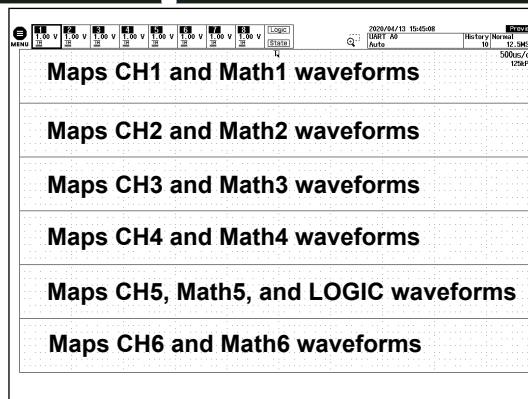 1 2 3 4 5 6 7 8 Logic
1.00 V 1.00 V 1.00 V 1.00 V 1.00 V 1.00 V 1.00 V 1.00 V State
MENU
2020/04/13 15:45:08
UART A0
Auto
History Normal
10 12.5MS
500us/d
125kP
Maps CH1 and Math1 waveforms
Maps CH2 and Math2 waveforms
Maps CH3 and Math3 waveforms
Maps CH4 and Math4 waveforms
Maps CH5, Math5, and LOGIC waveforms
Maps CH6 and Math6 waveforms